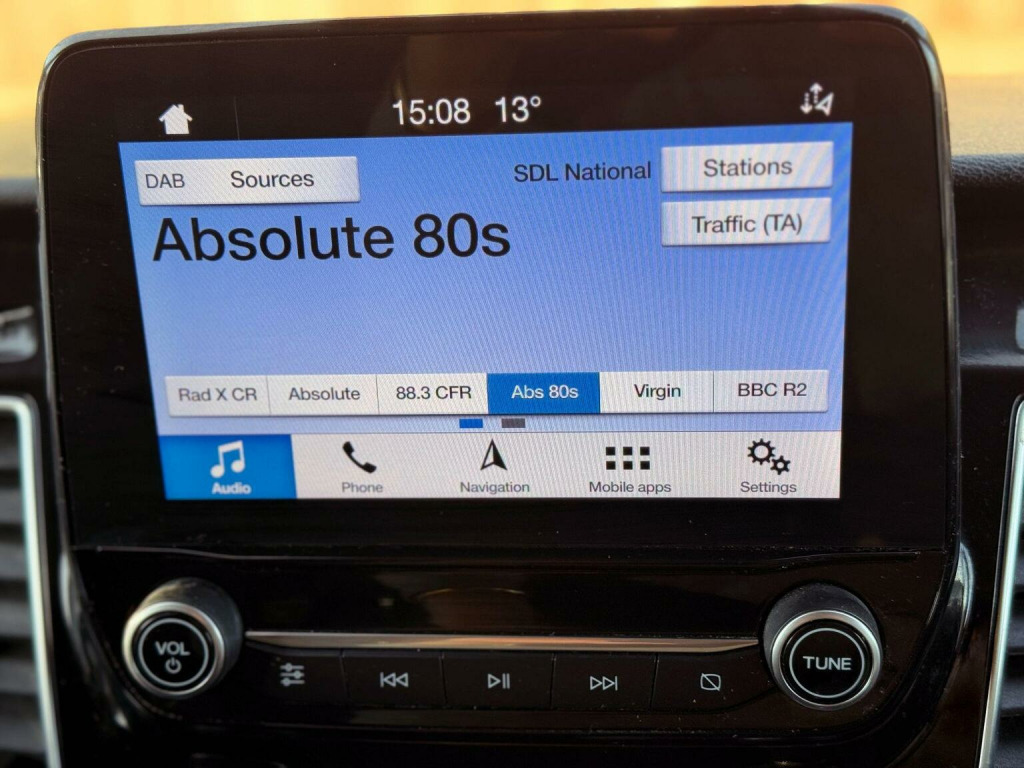 15:08 13°
DAB Sources
SDL National
Stations
Traffic (TA)
Absolute 80s
Rad X CR
Absolute
88.3 CFR
Abs 80s
Virgin
BBC R2
Audio
Phone
Navigation
Mobile apps
Settings
VOL
TUNE